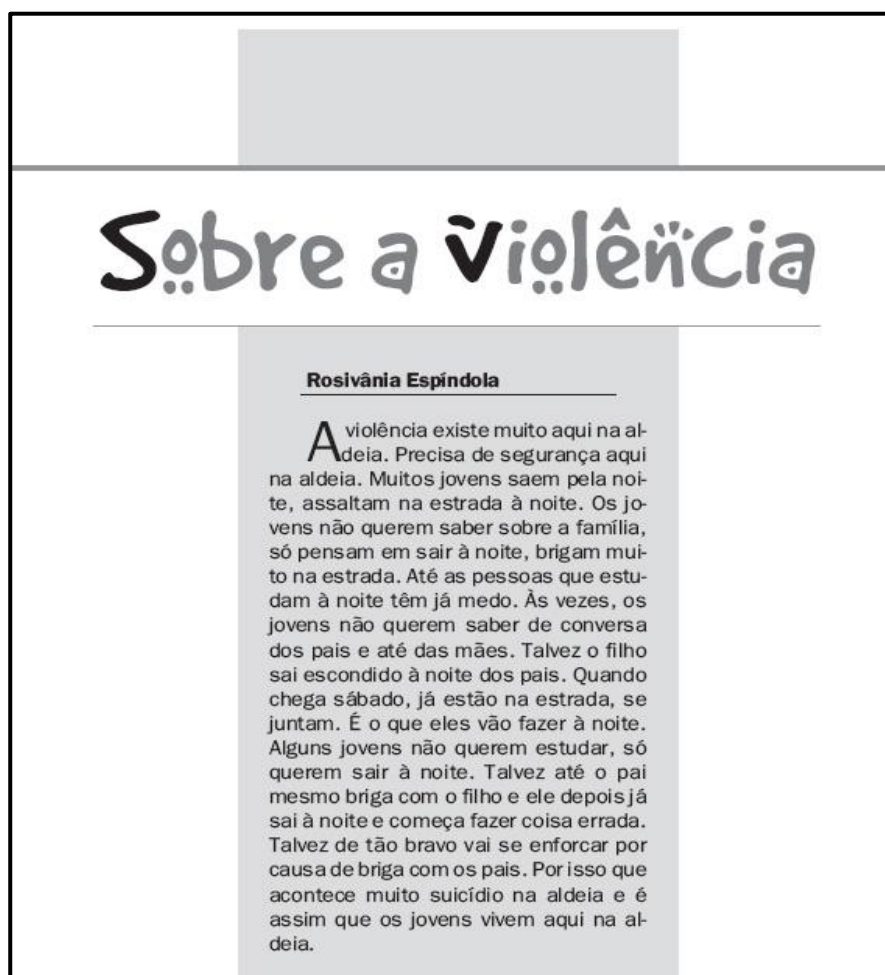 Sobre a Violência
Rosivânia Espíndola
A violência existe muito aqui na al-
deia. Precisa de segurança aqui
na aldeia. Muitos jovens saem pela noi-
te, assaltam na estrada à noite. Os jo-
vens não querem saber sobre a família,
só pensam em sair à noite, brigam mui-
to na estrada. Até as pessoas que estu-
dam à noite têm já medo. Às vezes, os
jovens não querem saber de conversa
dos pais e até das mães. Talvez o filho
sai escondido à noite dos pais. Quando
chega sábado, já estão na estrada, se
juntam. É o que eles vão fazer à noite.
Alguns jovens não querem estudar, só
querem sair à noite. Talvez até o pai
mesmo briga com o filho e ele depois já
sai à noite e começa fazer coisa errada.
Talvez de tão bravo vai se enforcar por
causa de briga com os pais. Por isso que
acontece muito suicídio na aldeia e é
assim que os jovens vivem aqui na al-
deia.